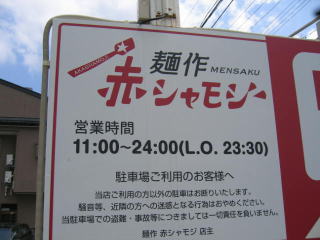 AKASHAMOJI
麺作
MENSAKU
赤シャモジ
営業時間
11:00~24:00(L.O. 23:30)
駐車場ご利用のお客様へ
当店ご利用の方以外の駐車はお断りいたします。
騒音等、近隣の方への迷惑となる行為はおやめください。
当駐車場での盗難・事故等につきましては一切責任を負いません。
麺作 赤シャモジ 店主